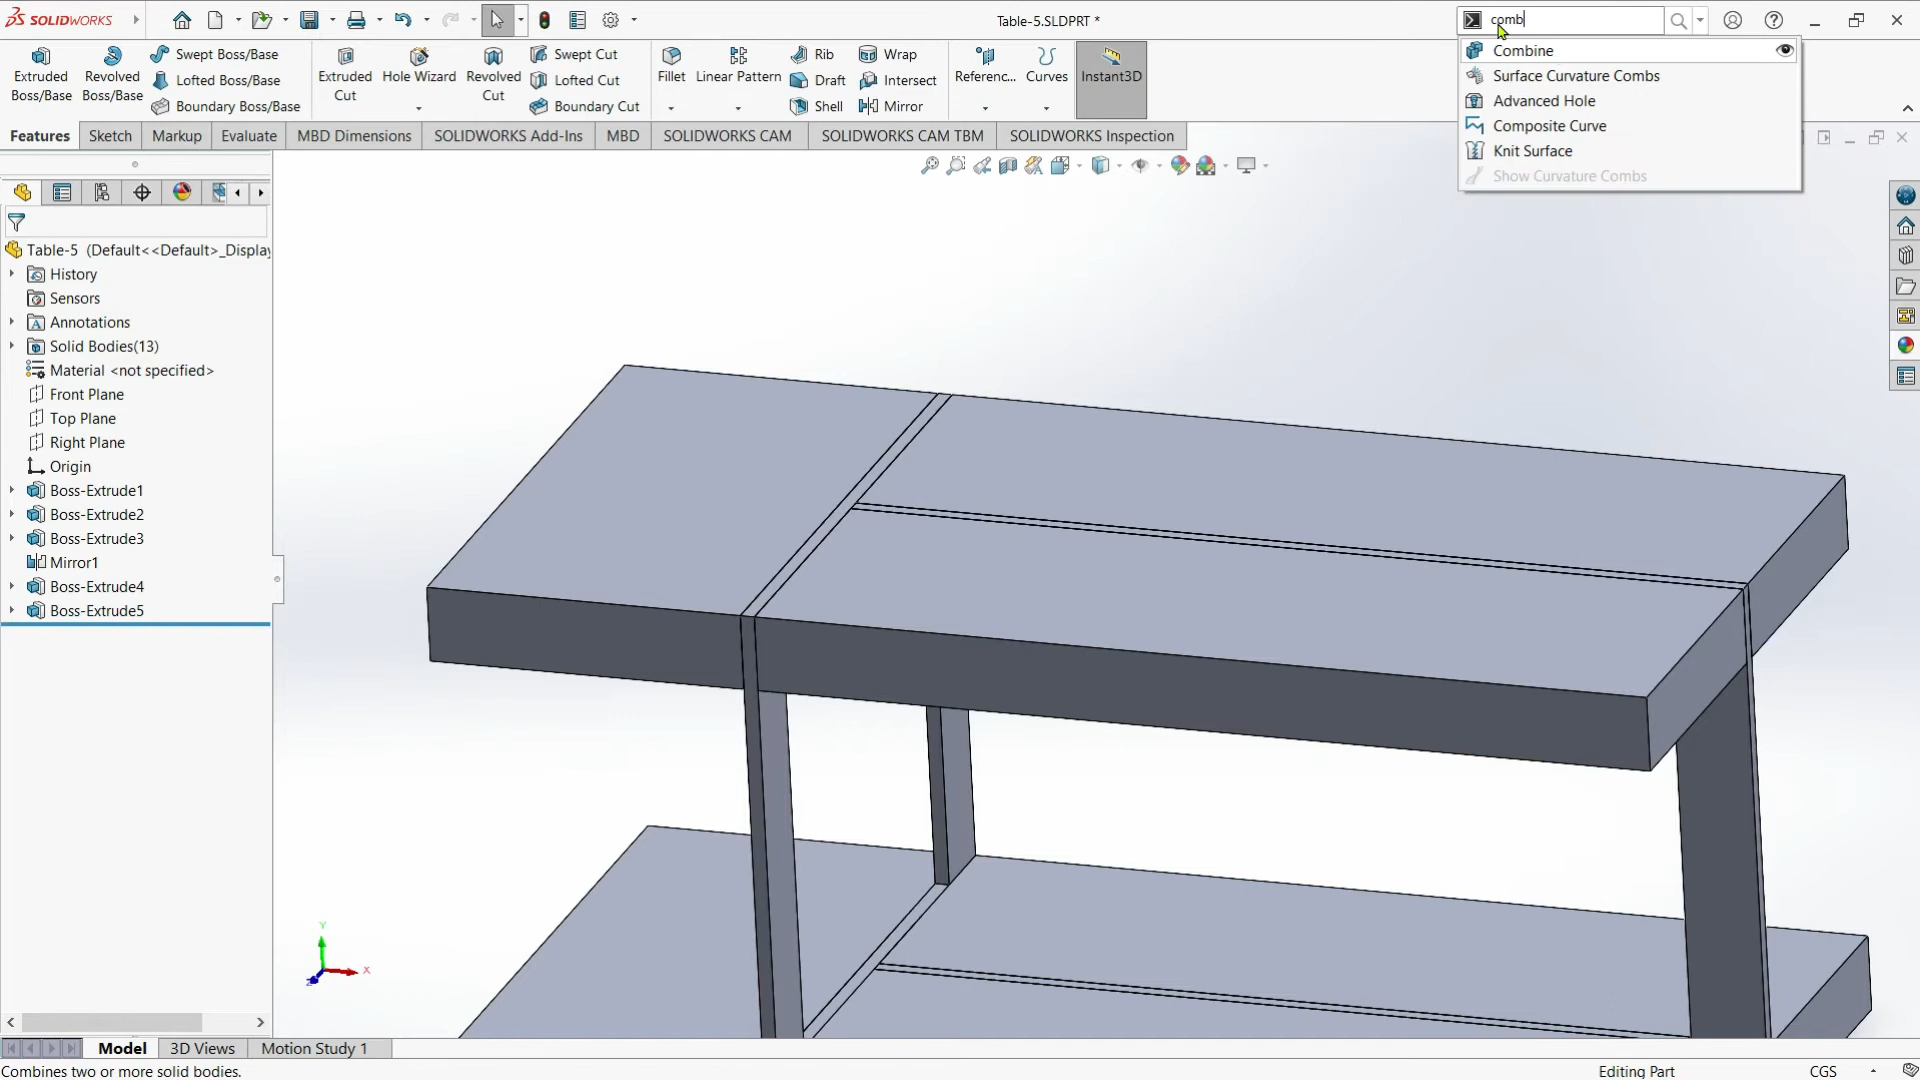 SOLIDWORKS
Table-5.SLDPRT *
comb
Combine
Surface Curvature Combs
Advanced Hole
Composite Curve
Knit Surface
Show Curvature Combs
Extruded Boss/Base
Revolved Boss/Base
Swept Boss/Base
Lofted Boss/Base
Boundary Boss/Base
Extruded Cut
Hole Wizard
Revolved Cut
Swept Cut
Lofted Cut
Boundary Cut
Fillet
Linear Pattern
Rib
Draft
Shell
Wrap
Intersect
Mirror
Referenc...
Curves
Instant3D
Features
Sketch
Markup
Evaluate
MBD Dimensions
SOLIDWORKS Add-Ins
MBD
SOLIDWORKS CAM
SOLIDWORKS CAM TBM
SOLIDWORKS Inspection
Table-5 (Default<<Default>_Display
History
Sensors
Annotations
Solid Bodies(13)
Material <not specified>
Front Plane
Top Plane
Right Plane
Origin
Boss-Extrude1
Boss-Extrude2
Boss-Extrude3
Mirror1
Boss-Extrude4
Boss-Extrude5
Y
X
Z
Model
3D Views
Motion Study 1
Combines two or more solid bodies.
Editing Part
CGS